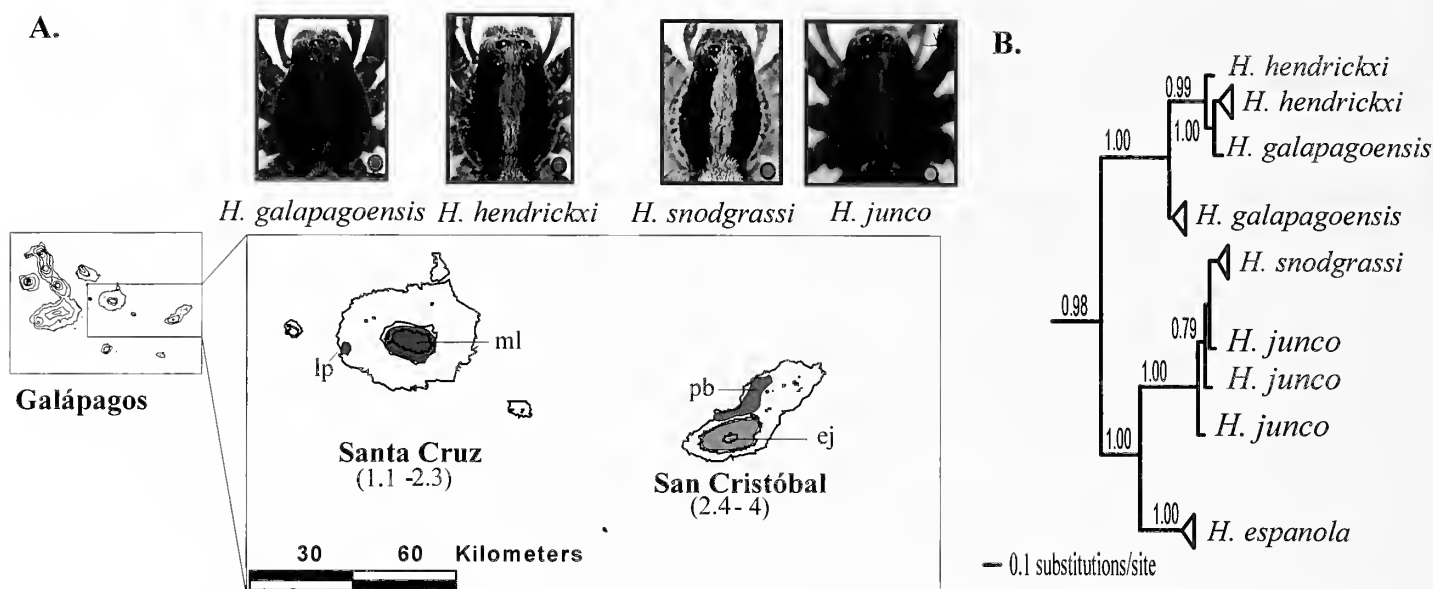 A.
H. galapagoensis H. hendrickxi H. snodgrassi H. junco
Galápagos
lp
ml
Santa Cruz
(1.1 -2.3)
pb
ej
San Cristóbal
(2.4- 4)
30 60 Kilometers
B.
H. hendrickxi
0.99
H. hendrickxi
1.00
H. galapagoensis
1.00
H. galapagoensis
H. snodgrassi
0.98
0.79
H. junco
1.00
H. junco
H. junco
1.00
1.00
H. espanola
0.1 substitutions/site